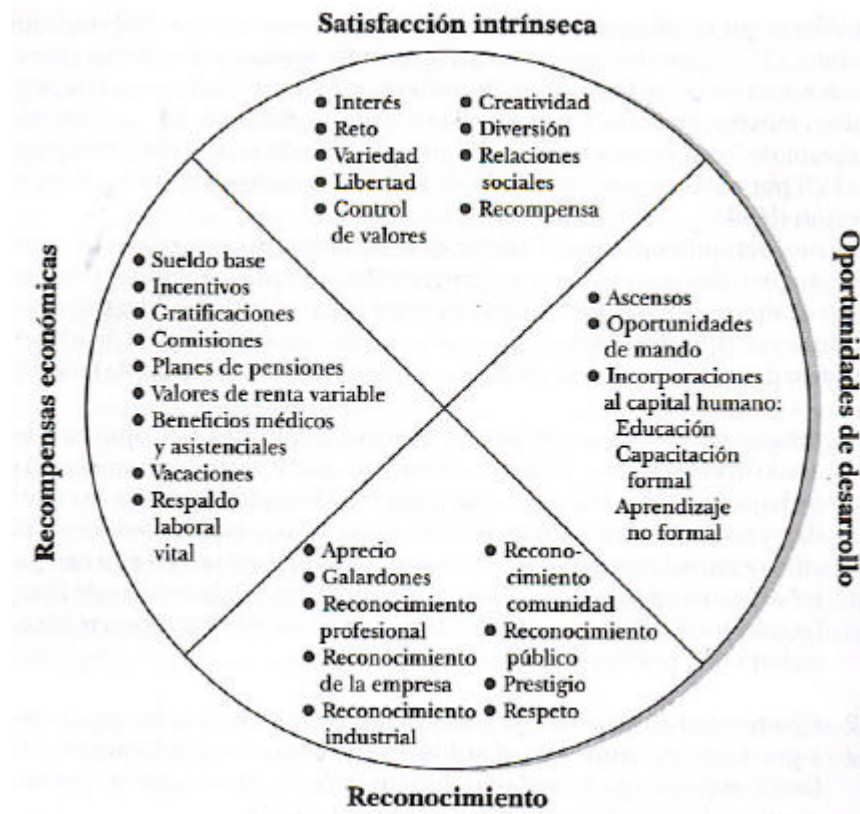 Satisfacción intrínseca
● Interés
● Reto
● Variedad
● Libertad
● Control
de valores
● Creatividad
● Diversión
● Relaciones
sociales
● Recompensa
Recompensas económicas
● Sueldo base
● Incentivos
● Gratificaciones
● Comisiones
● Planes de pensiones
● Valores de renta variable
● Beneficios médicos
y asistenciales
● Vacaciones
● Respaldo
laboral
vital
Oportunidades de desarrollo
● Ascensos
● Oportunidades
de mando
● Incorporaciones
al capital humano:
Educación
Capacitación
formal
Aprendizaje
no formal
● Aprecio
● Galardones
● Reconocimiento
profesional
● Reconocimiento
de la empresa
● Reconocimiento
industrial
● Recono-
cimiento
comunidad
● Reconocimiento
público
● Prestigio
● Respeto
Reconocimiento